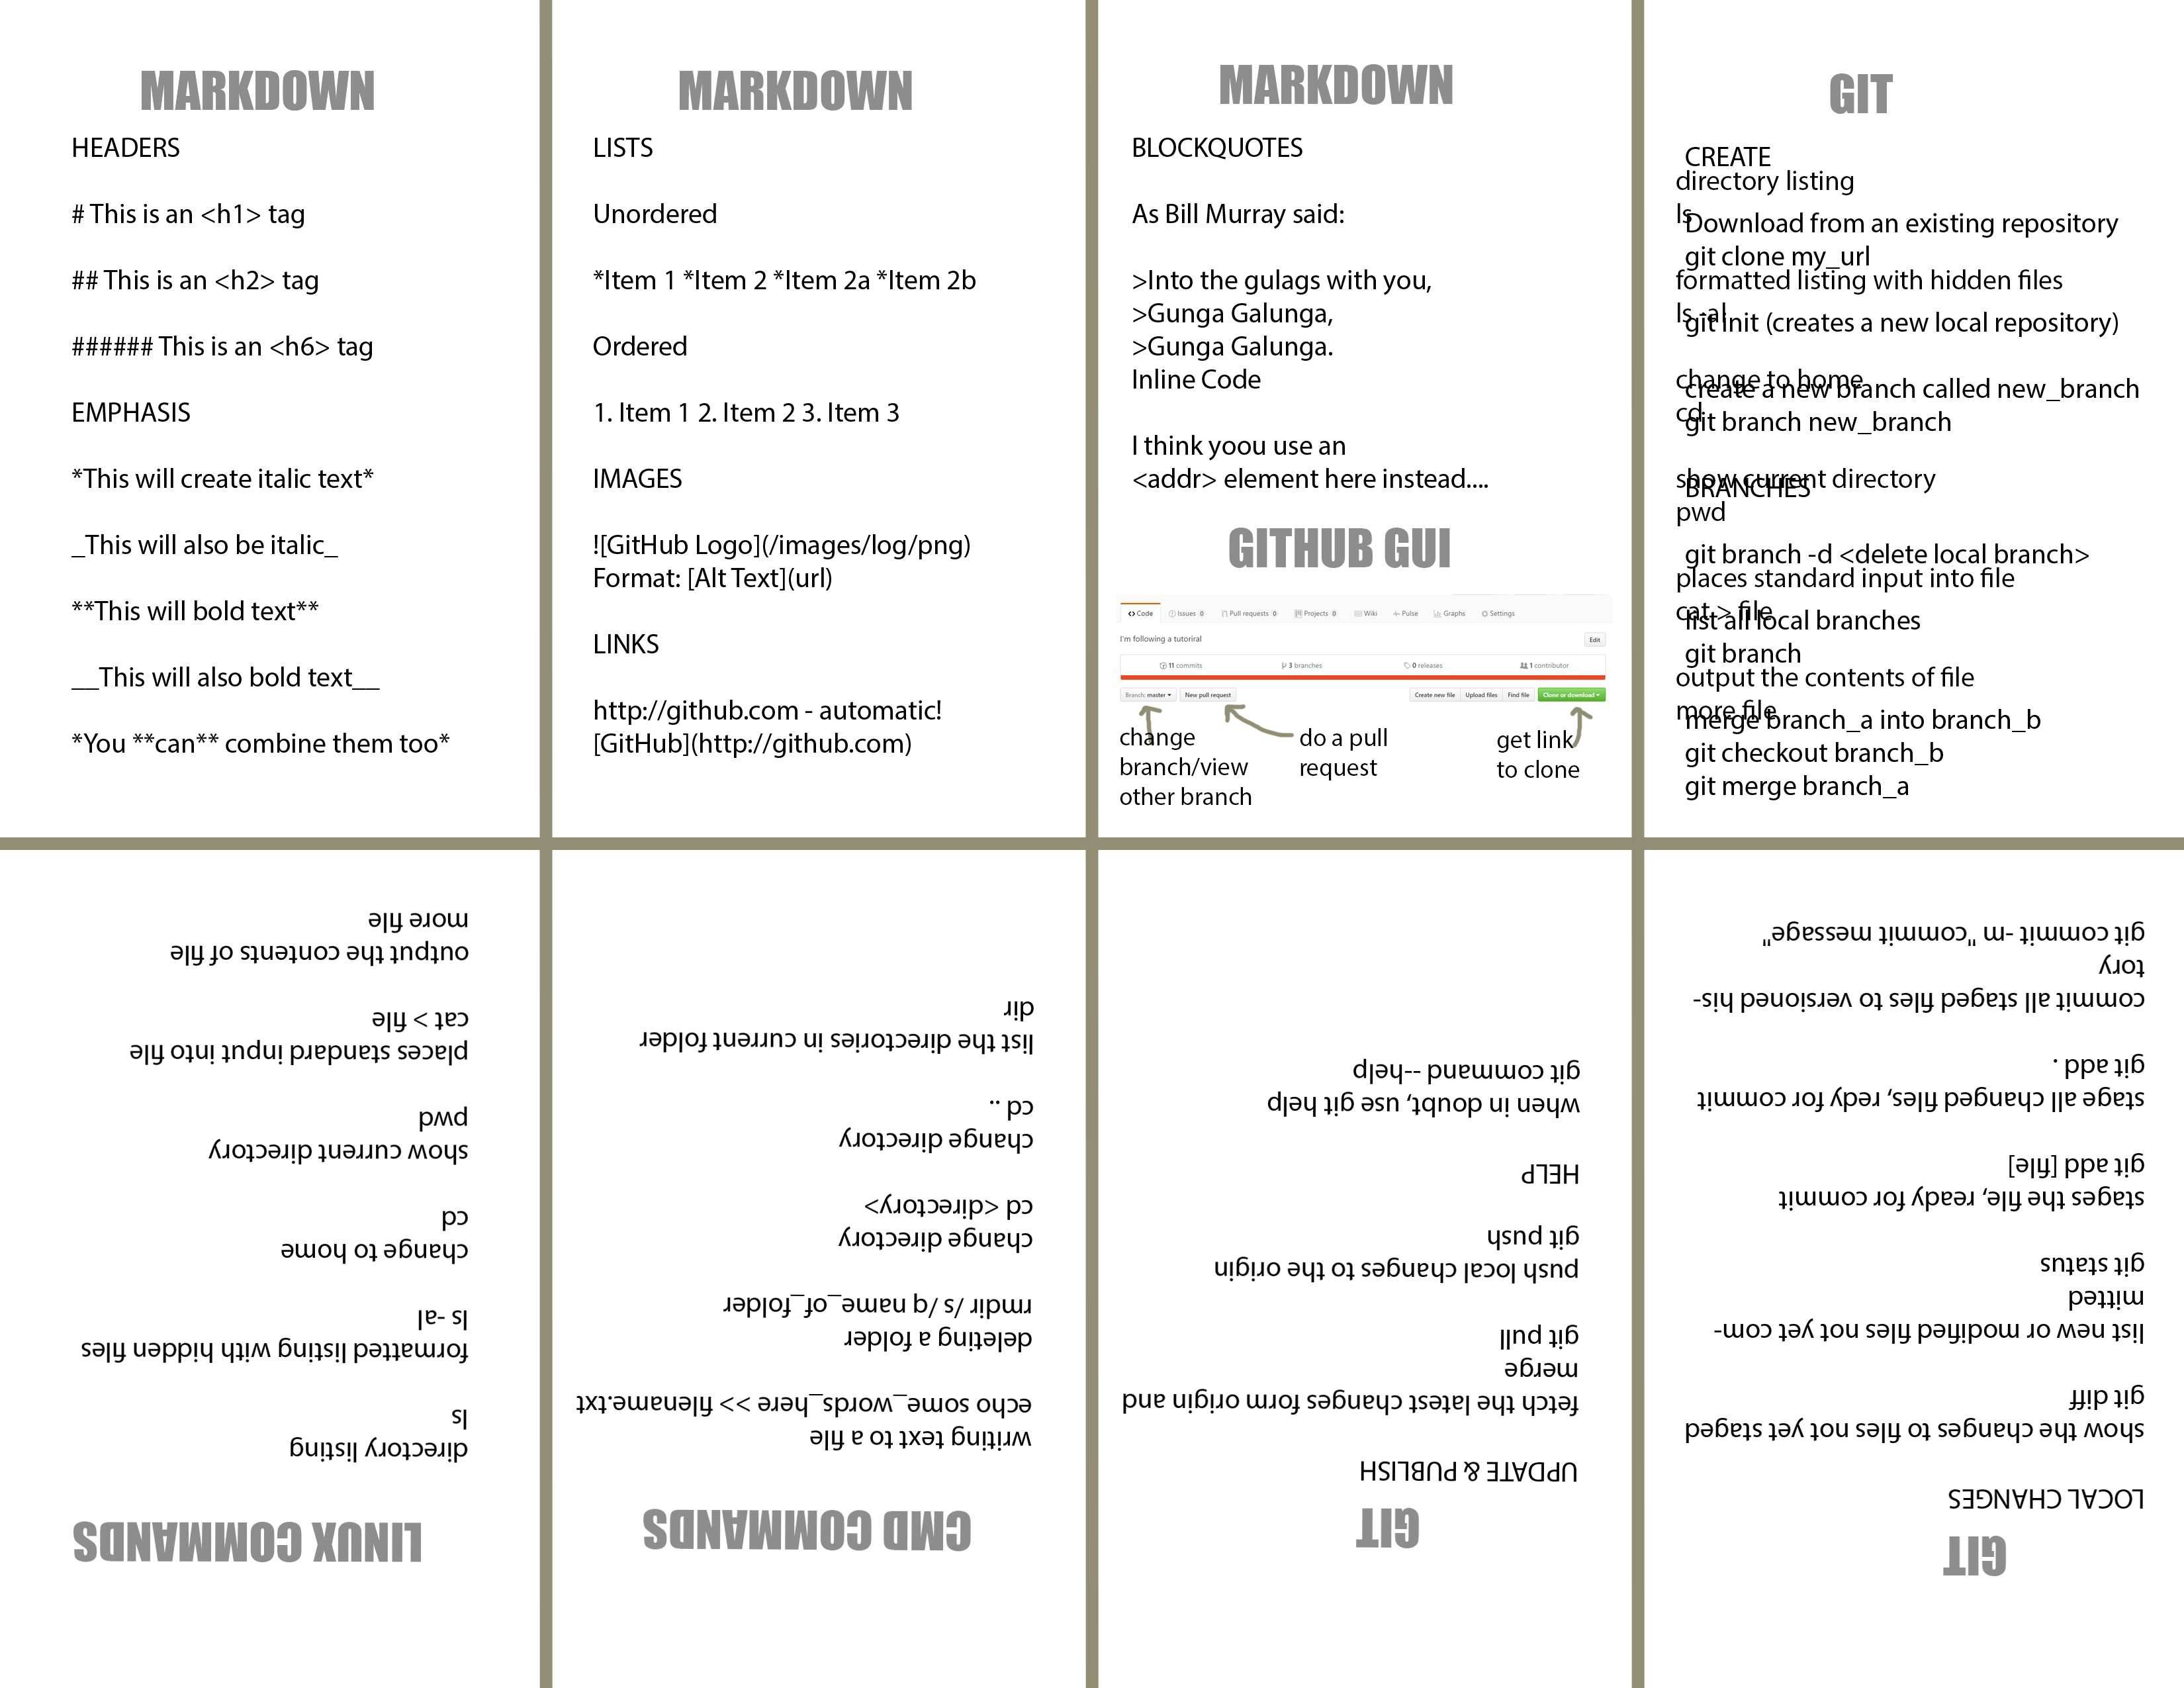 MARKDOWN
HEADERS
# This is an <h1> tag
## This is an <h2> tag
###### This is an <h6> tag
EMPHASIS
*This will create italic text*
_This will also be italic_
**This will bold text**
__This will also bold text__
*You **can** combine them too*
MARKDOWN
LISTS
Unordered
*Item 1 *Item 2 *Item 2a *Item 2b
Ordered
1. Item 1 2. Item 2 3. Item 3
IMAGES
![GitHub Logo](/images/log/png)
Format: [Alt Text](url)
LINKS
http://github.com - automatic!
[GitHub](http://github.com)
MARKDOWN
BLOCKQUOTES
As Bill Murray said:
>Into the gulags with you,
>Gunga Galunga,
>Gunga Galunga.
Inline Code
I think yoou use an
<addr> element here instead....
GITHUB GUI
Code Issues 0 Pull requests 0 Projects 0 Wiki Pulse Graphs Settings
I'm following a tutoriral Edit
11 commits 3 branches 0 releases 1 contributor
Branch: master New pull request Create new file Upload files Find file Clone or download
change
branch/view
other branch
do a pull
request
get link
to clone
GIT
CREATE
directory listing
ls
Download from an existing repository
git clone my_url
formatted listing with hidden files
ls -al
git init (creates a new local repository)
change to home
create a new branch called new_branch
cd
git branch new_branch
show current directory
BRANCHES
pwd
git branch -d <delete local branch>
places standard input into file
cat > file
list all local branches
git branch
output the contents of file
more file
merge branch_a into branch_b
git checkout branch_b
git merge branch_a
GIT
LOCAL CHANGES
show the changes to files not yet staged
git diff
list new or modified files not yet com-
mitted
git status
stages the file, ready for commit
git add [file]
stage all changed files, redy for commit
git add .
commit all staged files to versioned his-
tory
git commit -m "commit message"
GIT
UPDATE & PUBLISH
fetch the latest changes form origin and
merge
git pull
push local changes to the origin
git push
HELP
when in doubt, use git help
git command --help
CMD COMMANDS
writing text to a file
echo some_words_here >> filename.txt
deleting a folder
rmdir /s /q name_of_folder
change directory
cd <directory>
change directory
cd ..
list the directories in current folder
dir
LINUX COMMANDS
directory listing
ls
formatted listing with hidden files
ls -al
change to home
cd
show current directory
pwd
places standard input into file
cat > file
output the contents of file
more file